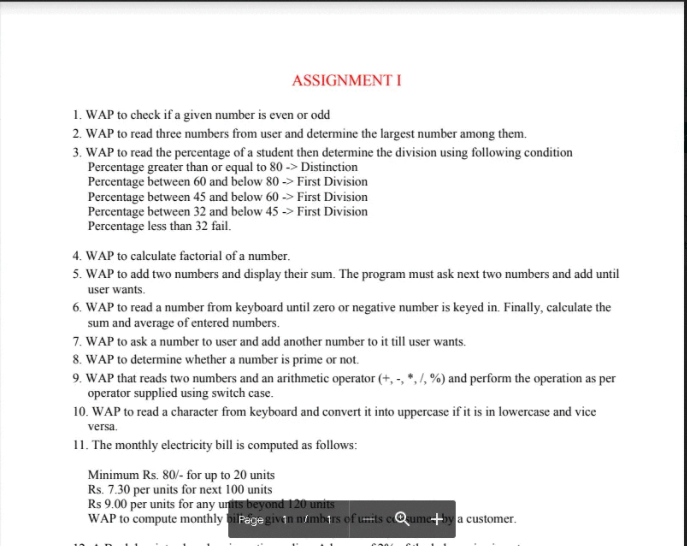 ASSIGNMENT I
1. WAP to check if a given number is even or odd
2. WAP to read three numbers from user and determine the largest number among them.
3. WAP to read the percentage of a student then determine the division using following condition
Percentage greater than or equal to 80 -> Distinction
Percentage between 60 and below 80 -> First Division
Percentage between 45 and below 60 -> First Division
Percentage between 32 and below 45 -> First Division
Percentage less than 32 fail.
4. WAP to calculate factorial of a number.
5. WAP to add two numbers and display their sum. The program must ask next two numbers and add until
user wants.
6. WAP to read a number from keyboard until zero or negative number is keyed in. Finally, calculate the
sum and average of entered numbers.
7. WAP to ask a number to user and add another number to it till user wants.
8. WAP to determine whether a number is prime or not.
9. WAP that reads two numbers and an arithmetic operator (+, -, *, /, %) and perform the operation as per
operator supplied using switch case.
10. WAP to read a character from keyboard and convert it into uppercase if it is in lowercase and vice
versa.
11. The monthly electricity bill is computed as follows:
Minimum Rs. 80/- for up to 20 units
Rs. 7.30 per units for next 100 units
Rs 9.00 per units for any units beyond 120 units
WAP to compute monthly given numbers of units by a customer.
Page 1 / 1